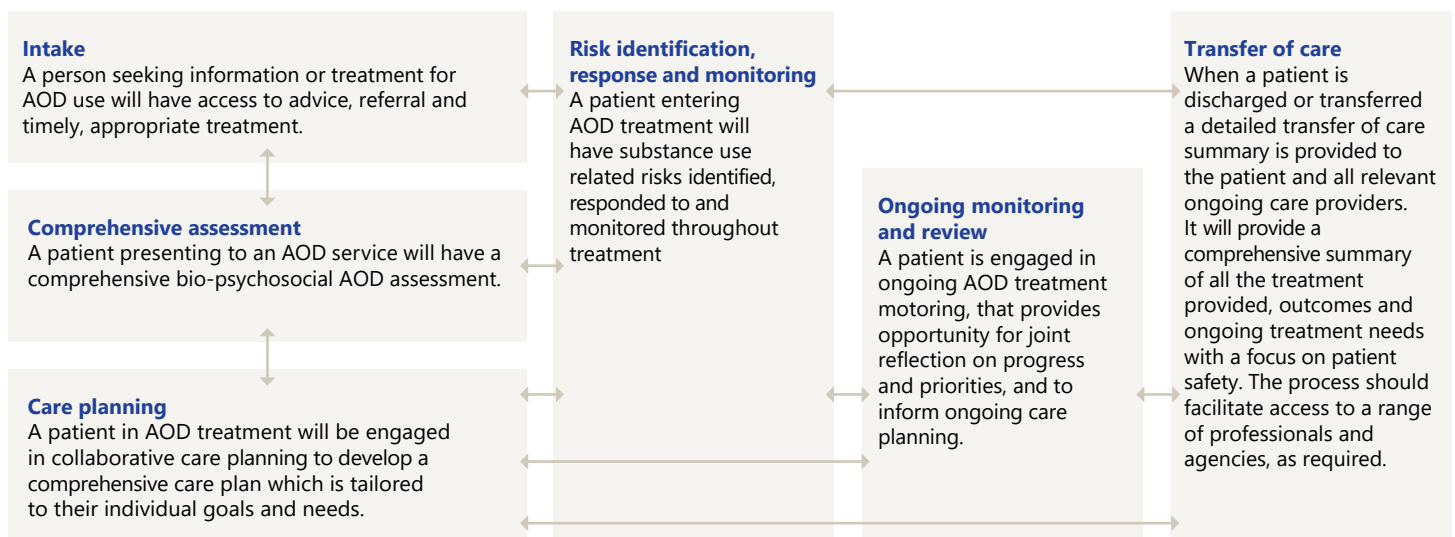 Intake
A person seeking information or treatment for
AOD use will have access to advice, referral and
timely, appropriate treatment.
Comprehensive assessment
A patient presenting to an AOD service will have a
comprehensive bio-psychosocial AOD assessment.
Care planning
A patient in AOD treatment will be engaged
in collaborative care planning to develop a
comprehensive care plan which is tailored
to their individual goals and needs.
Risk identification,
response and monitoring
A patient entering
AOD treatment will
have substance use
related risks identified,
responded to and
monitored throughout
treatment
Ongoing monitoring
and review
A patient is engaged in
ongoing AOD treatment
motoring, that provides
opportunity for joint
reflection on progress
and priorities, and to
inform ongoing care
planning.
Transfer of care
When a patient is
discharged or transferred
a detailed transfer of care
summary is provided to
the patient and all relevant
ongoing care providers.
It will provide a
comprehensive summary
of all the treatment
provided, outcomes and
ongoing treatment needs
with a focus on patient
safety. The process should
facilitate access to a range
of professionals and
agencies, as required.